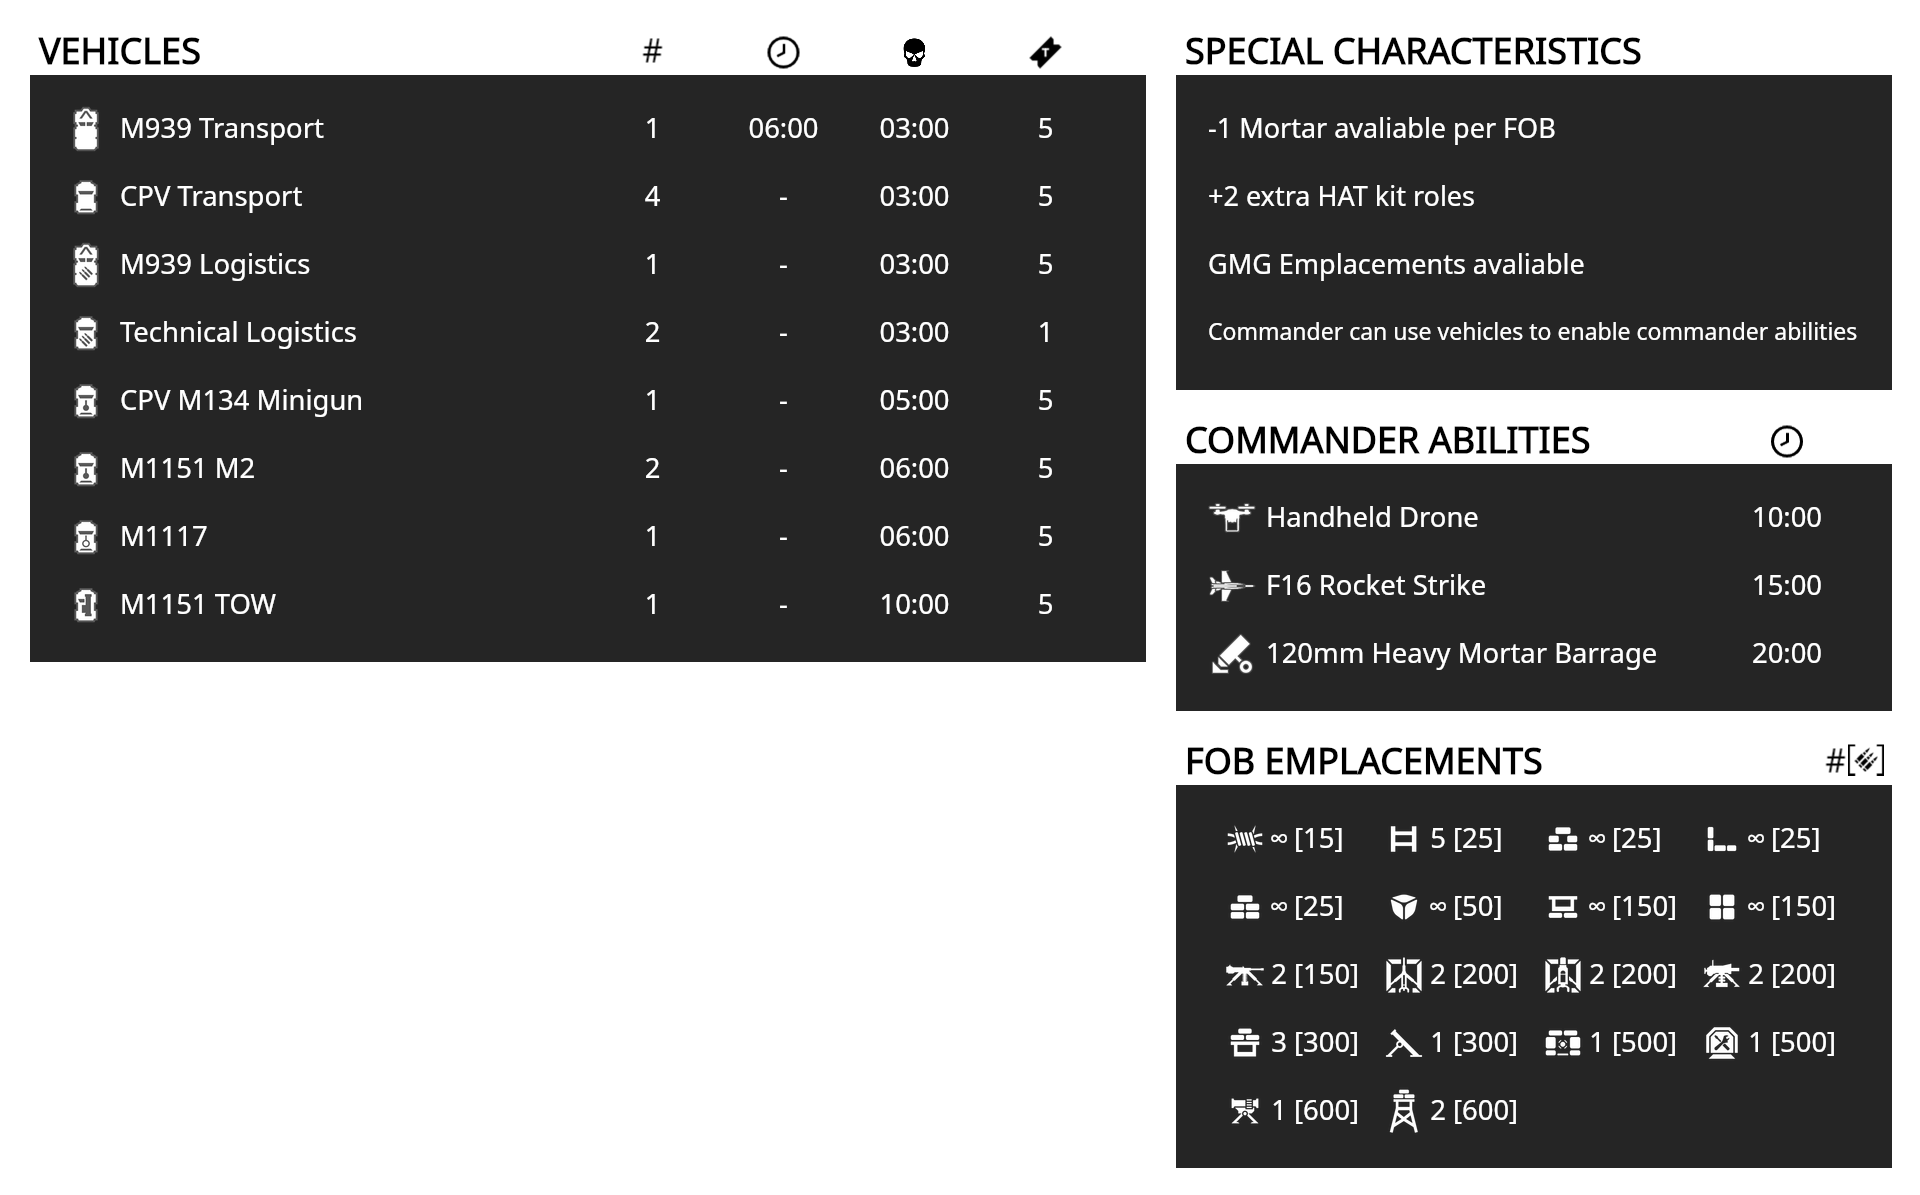 VEHICLES #
M939 Transport 1 06:00 03:00 5
CPV Transport 4 - 03:00 5
M939 Logistics 1 - 03:00 5
Technical Logistics 2 - 03:00 1
CPV M134 Minigun 1 - 05:00 5
M1151 M2 2 - 06:00 5
M1117 1 - 06:00 5
M1151 TOW 1 - 10:00 5
SPECIAL CHARACTERISTICS
-1 Mortar avaliable per FOB
+2 extra HAT kit roles
GMG Emplacements avaliable
Commander can use vehicles to enable commander abilities
COMMANDER ABILITIES
Handheld Drone 10:00
F16 Rocket Strike 15:00
120mm Heavy Mortar Barrage 20:00
FOB EMPLACEMENTS #[]
∞ [15] 5 [25] ∞ [25] ∞ [25]
∞ [25] ∞ [50] ∞ [150] ∞ [150]
2 [150] 2 [200] 2 [200] 2 [200]
3 [300] 1 [300] 1 [500] 1 [500]
1 [600] 2 [600]